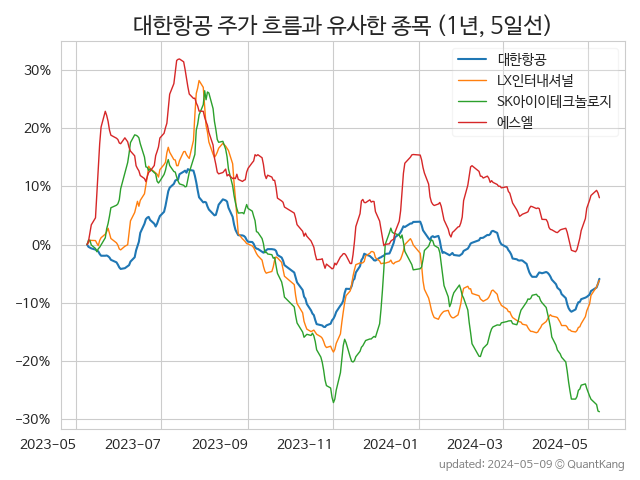 대한항공 주가 흐름과 유사한 종목 (1년, 5일선)
대한항공
LX인터내셔널
SK아이이테크놀로지
에스엘
30%
20%
10%
0%
−10%
−20%
−30%
2023-05 2023-07 2023-09 2023-11 2024-01 2024-03 2024-05
updated: 2024-05-09 © QuantKang